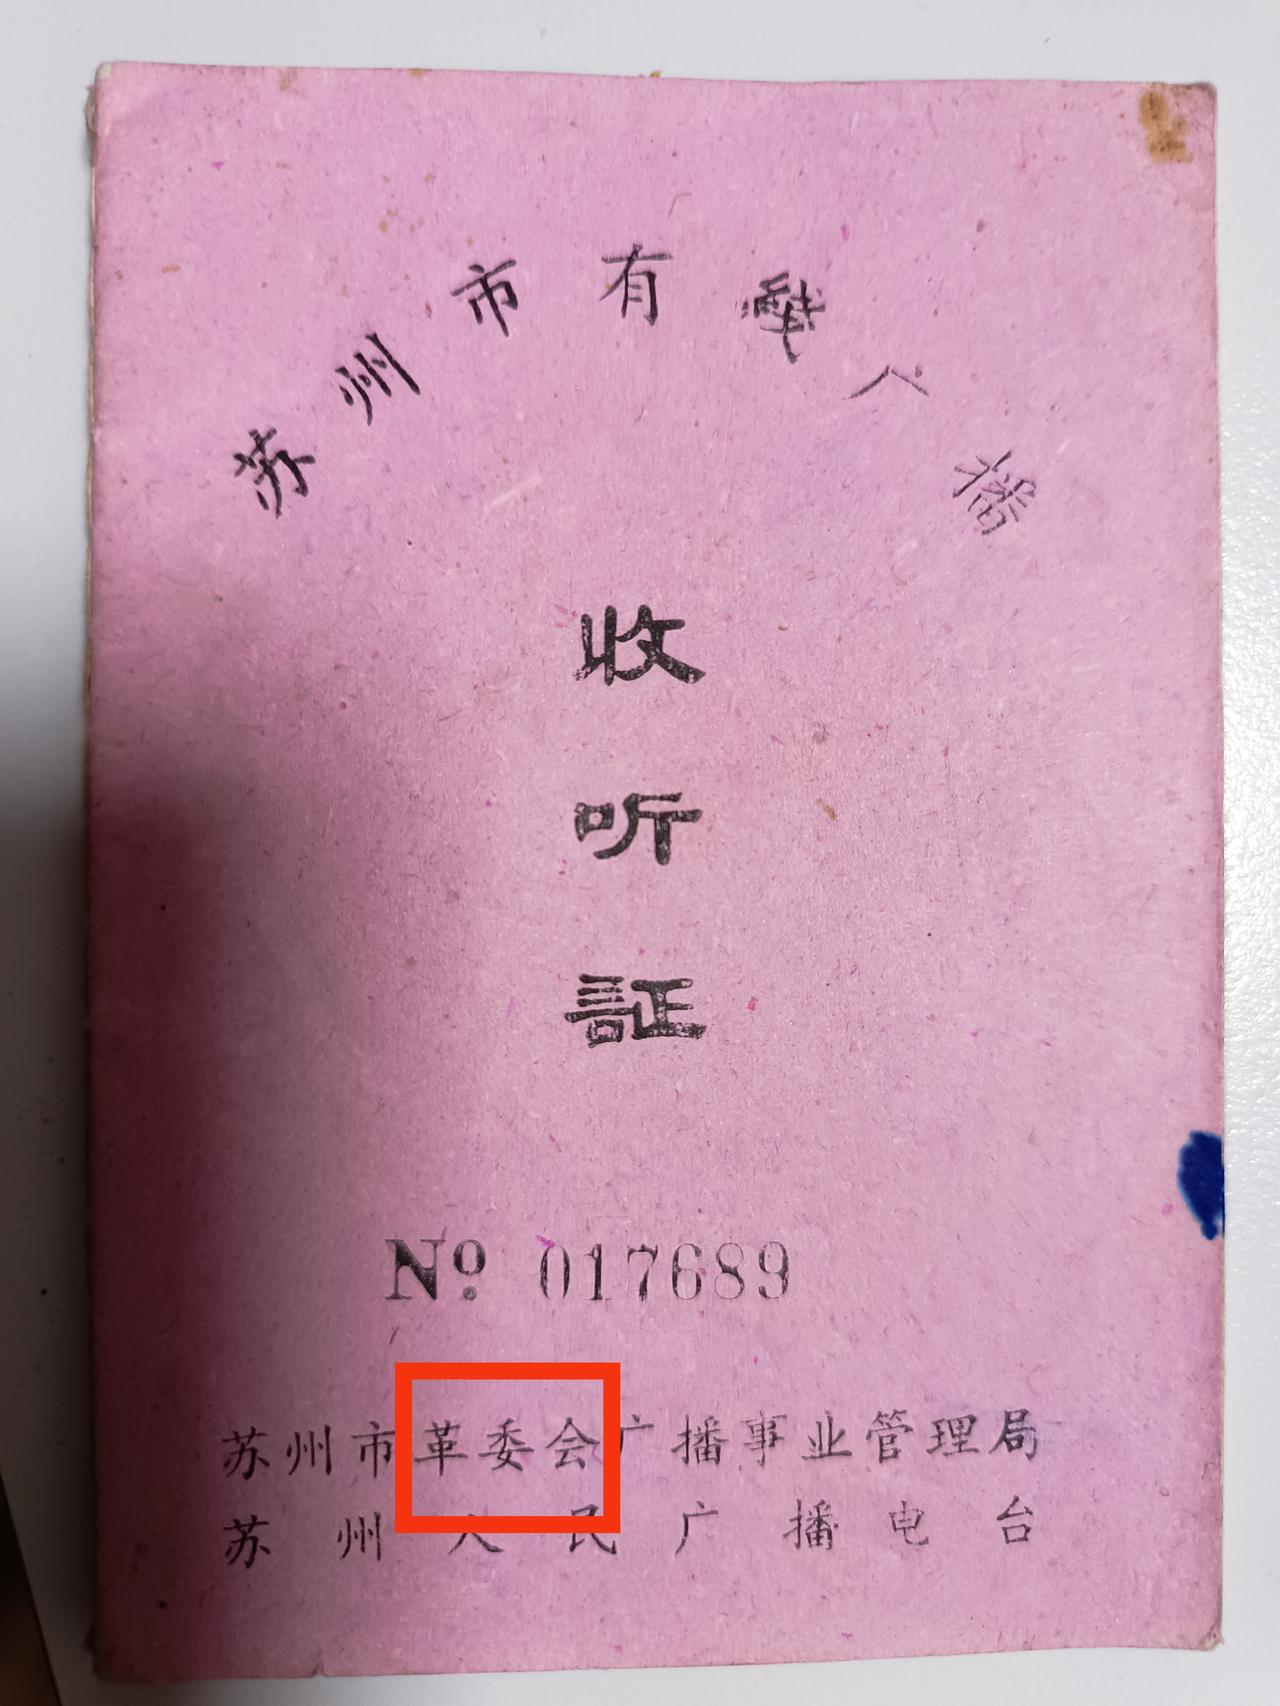 苏州市有线广播
收
听
証
№ 017689
苏州市革委会广播事业管理局
苏州人民广播电台